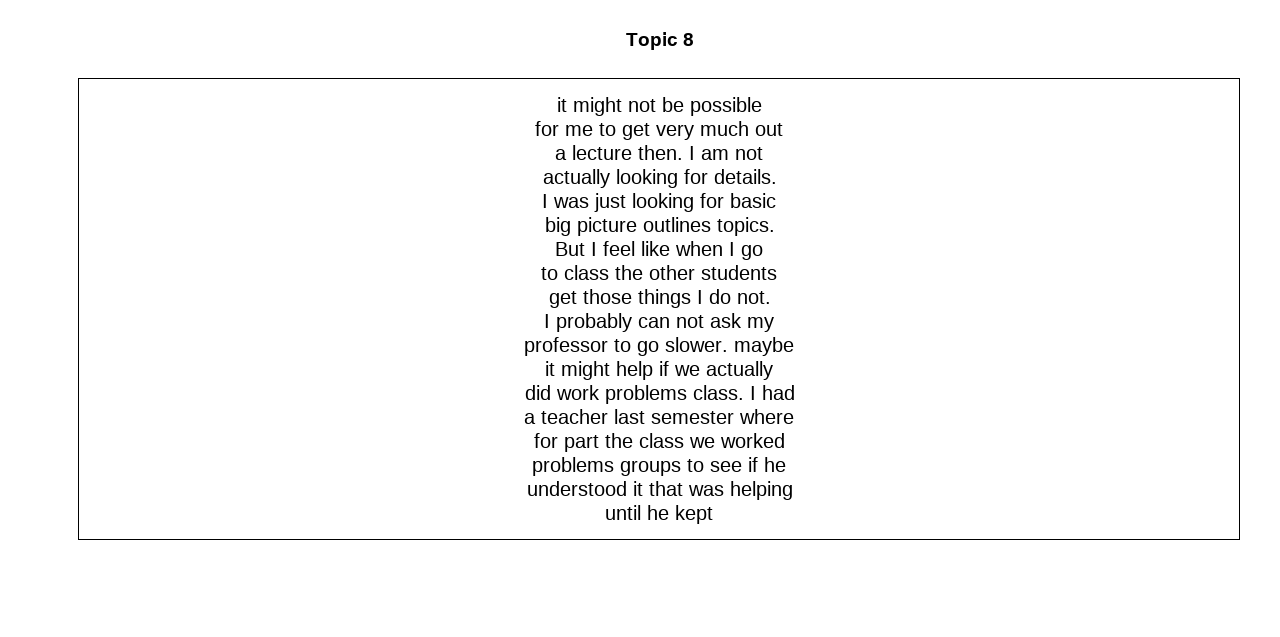 Topic 8
it might not be possible
for me to get very much out
a lecture then. I am not
actually looking for details.
I was just looking for basic
big picture outlines topics.
But I feel like when I go
to class the other students
get those things I do not.
I probably can not ask my
professor to go slower. maybe
it might help if we actually
did work problems class. I had
a teacher last semester where
for part the class we worked
problems groups to see if he
understood it that was helping
until he kept